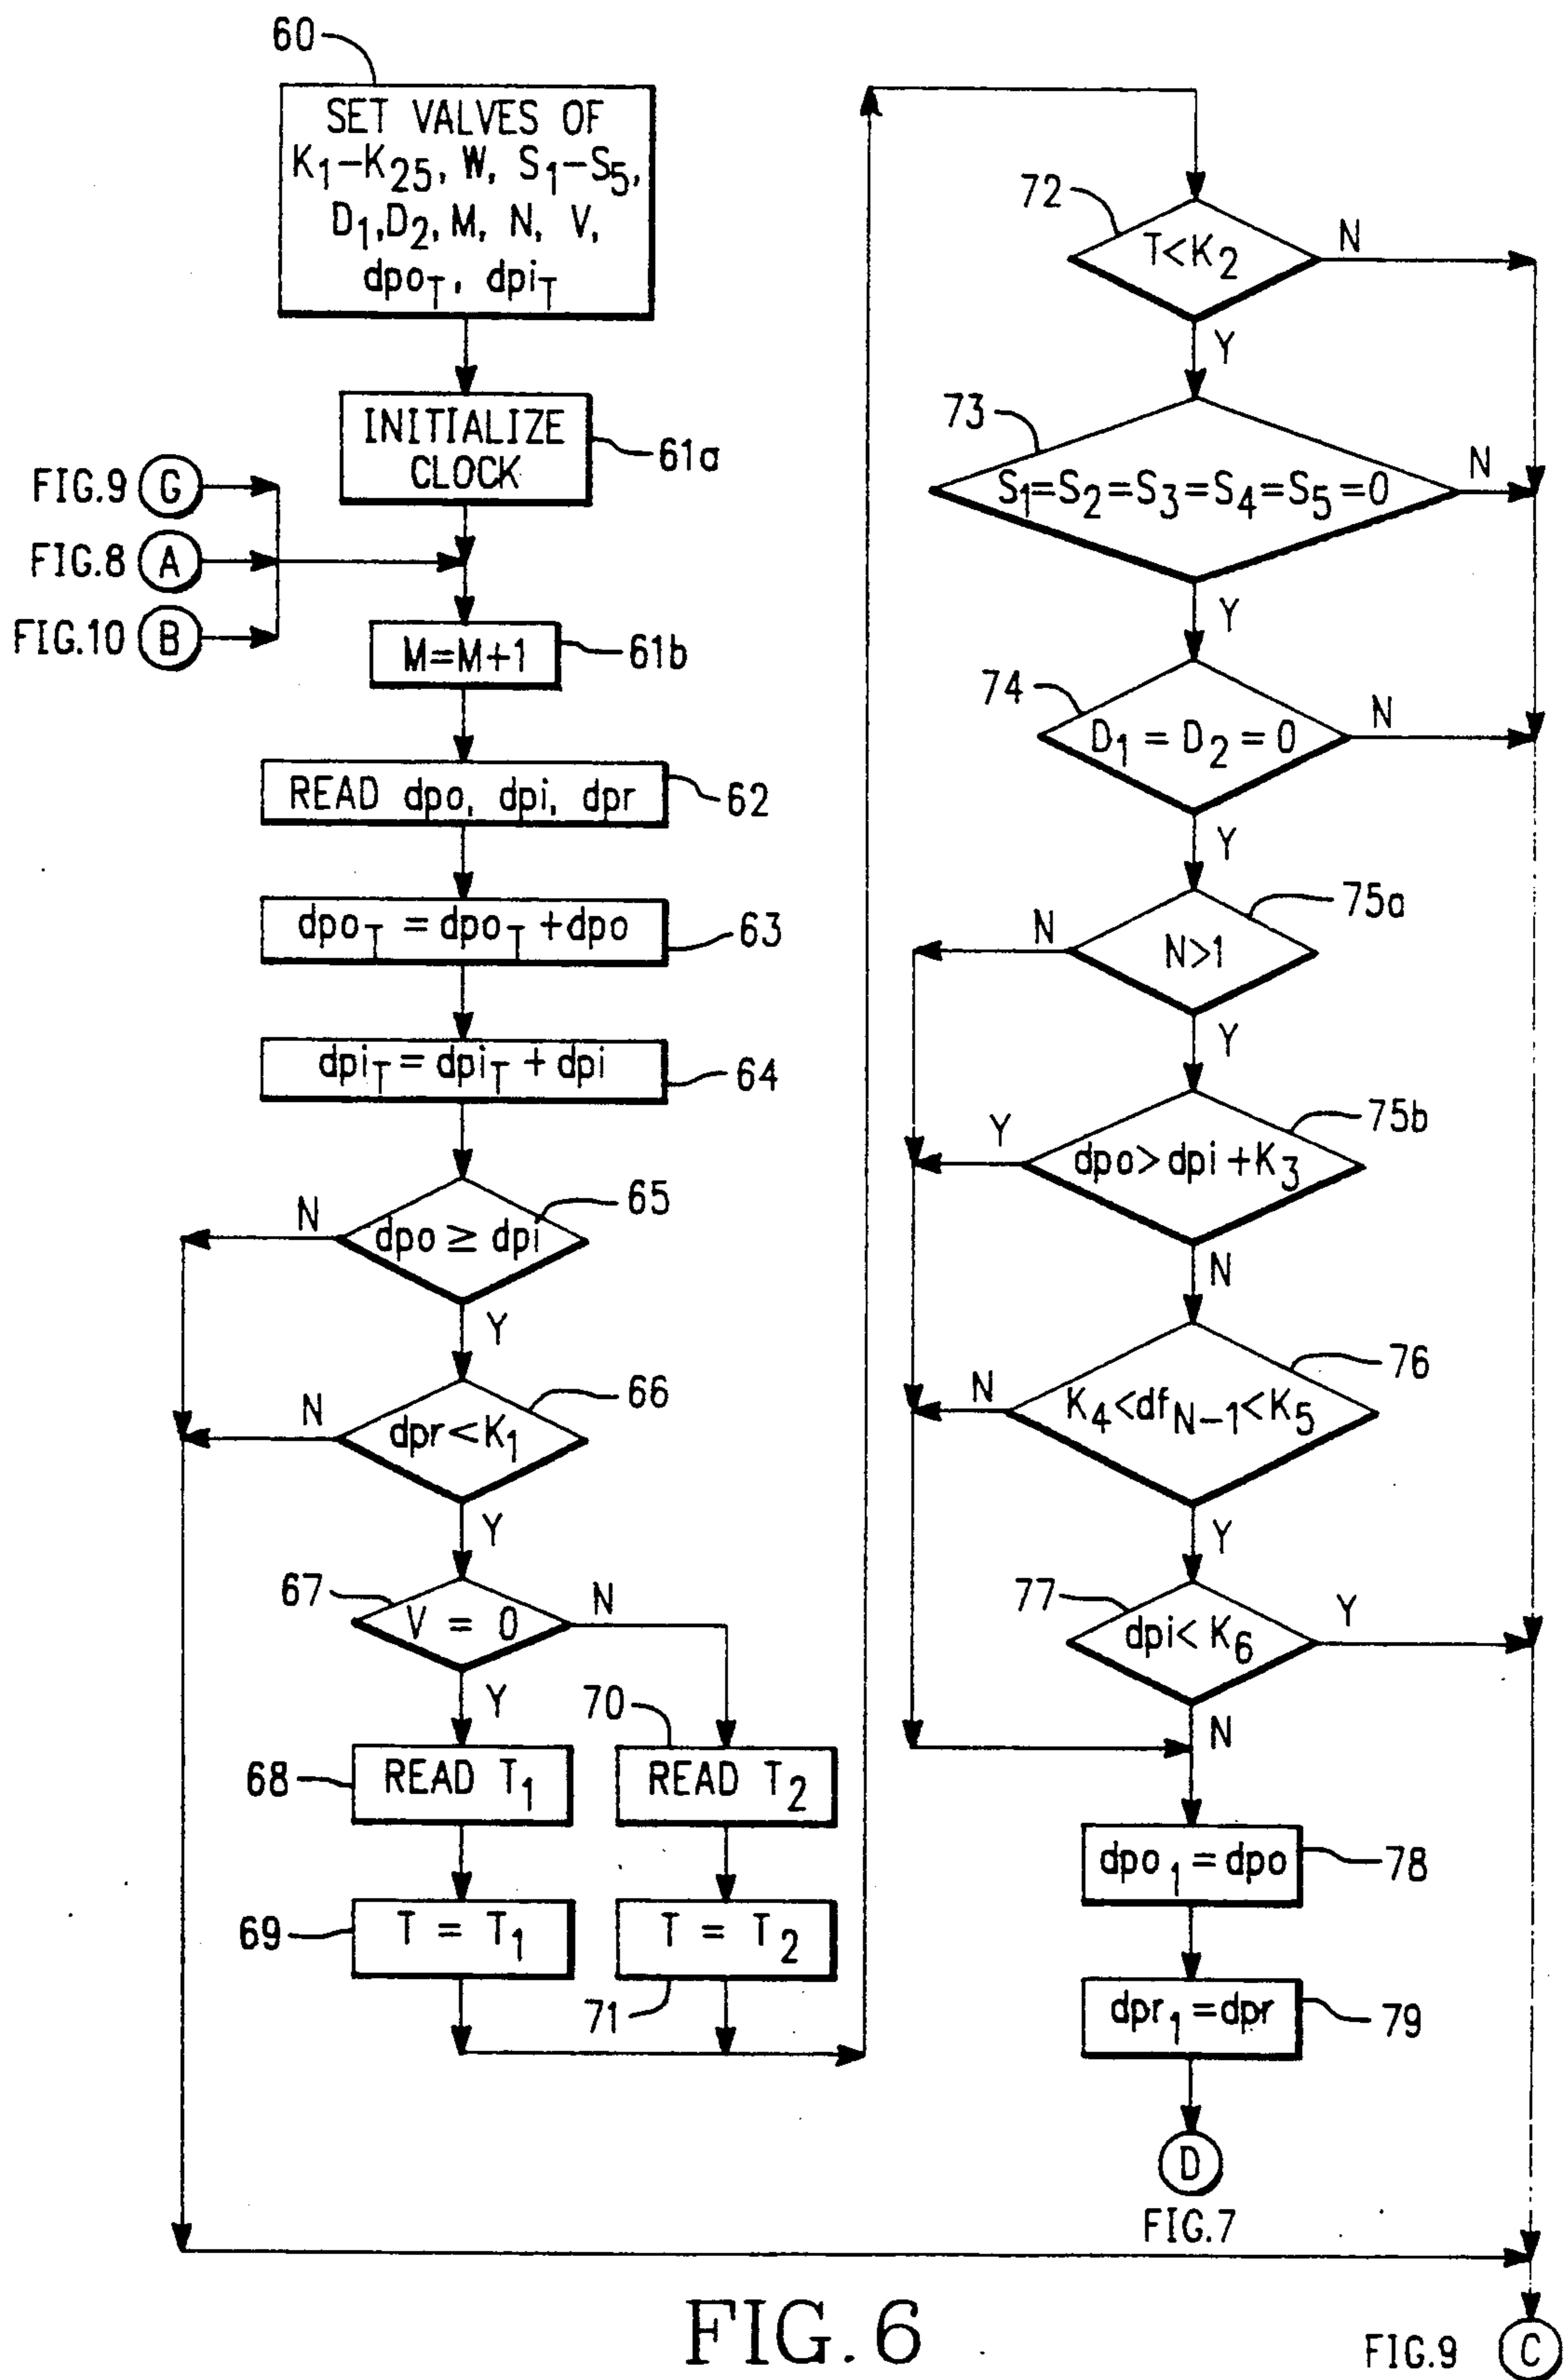 60
SET VALVES OF
K1–K25, W, S1–S5,
D1,D2, M, N, V,
dpoT, dpiT
INITIALIZE
CLOCK
61a
FIG.9 G
FIG.8 A
FIG.10 B
M=M+1
61b
READ dpo, dpi, dpr
62
dpoT = dpoT +dpo
63
dpiT = dpiT + dpi
64
65
N
dpo ≥ dpi
Y
66
N
dpr<K1
Y
67
V = 0
N
Y
70
68
READ T1
READ T2
69
T = T1
T = T2
71
72
T<K2
N
Y
73
S1=S2=S3=S4=S5=0
N
Y
74
D1 = D2 = 0
N
Y
75a
N
N>1
Y
75b
Y
dpo> dpi +K3
N
76
N
K4<dfN–1<K5
Y
77
dpi< K6
Y
N
dpo1 = dpo
78
dpr1 =dpr
79
D
FIG.7
FIG. 6
FIG.9 C